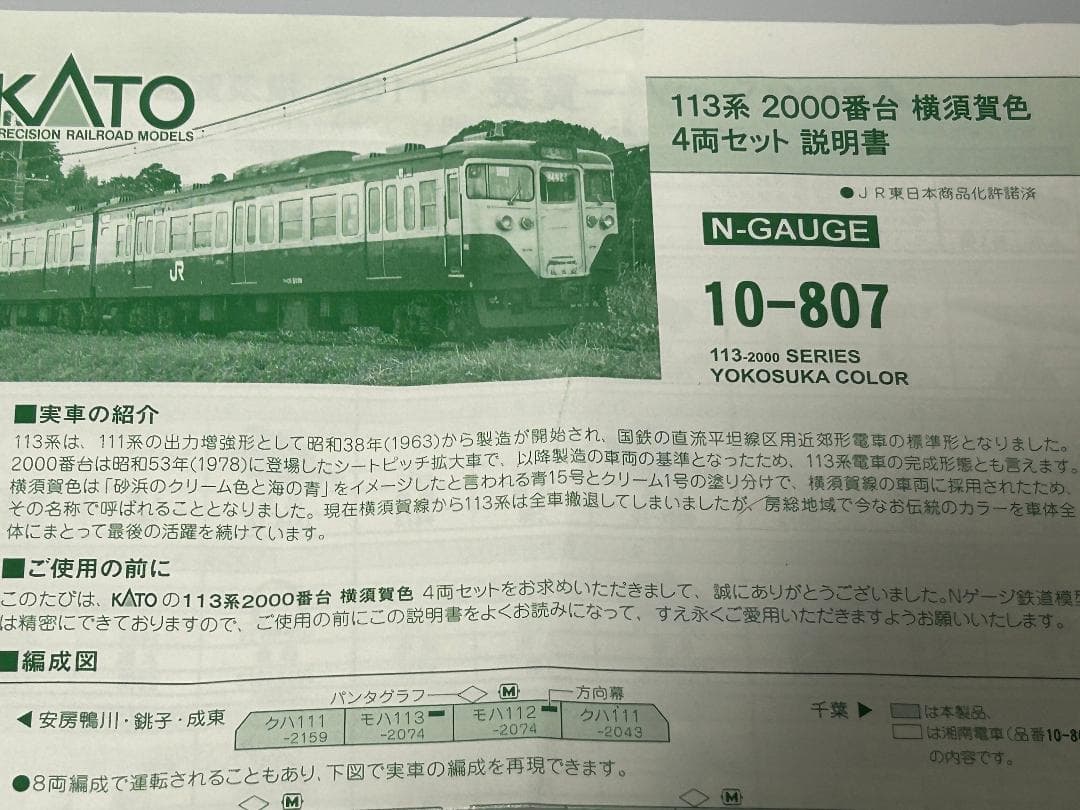 KATO
PRECISION RAILROAD MODELS
JR
113系 2000番台 横須賀色
4両セット 説明書
●JR東日本商品化許諾済
N-GAUGE
10-807
113-2000 SERIES
YOKOSUKA COLOR
■実車の紹介
113系は、111系の出力増強形として昭和38年(1963)から製造が開始され、国鉄の直流平坦線区用近郊形電車の標準形となりました。
2000番台は昭和53年(1978)に登場したシートピッチ拡大車で、以降製造の車両の基準となったため、113系電車の完成形態とも言えます。
横須賀色は「砂浜のクリーム色と海の青」をイメージしたと言われる青15号とクリーム1号の塗り分けで、横須賀線の車両に採用されたため、
その名称で呼ばれることとなりました。現在横須賀線から113系は全車撤退してしまいましたが、房総地域で今なお伝統のカラーを車体全
体にまとって最後の活躍を続けています。
■ご使用の前に
このたびは、KATOの113系2000番台 横須賀色 4両セットをお求めいただきまして、誠にありがとうございました。Nゲージ鉄道模型
は精密にできておりますので、ご使用の前にこの説明書をよくお読みになって、すえ永くご愛用いただきますようお願いいたします。
■編成図
パンタグラフ M 方向幕
◀安房鴨川・銚子・成東
クハ111 -2159
モハ113 -2074
モハ112 -2074
クハ111 -2043
千葉▶
は本製品、
は湘南電車(品番10-80
の内容です。
●8両編成で運転されることもあり、下図で実車の編成を再現できます。
M
M